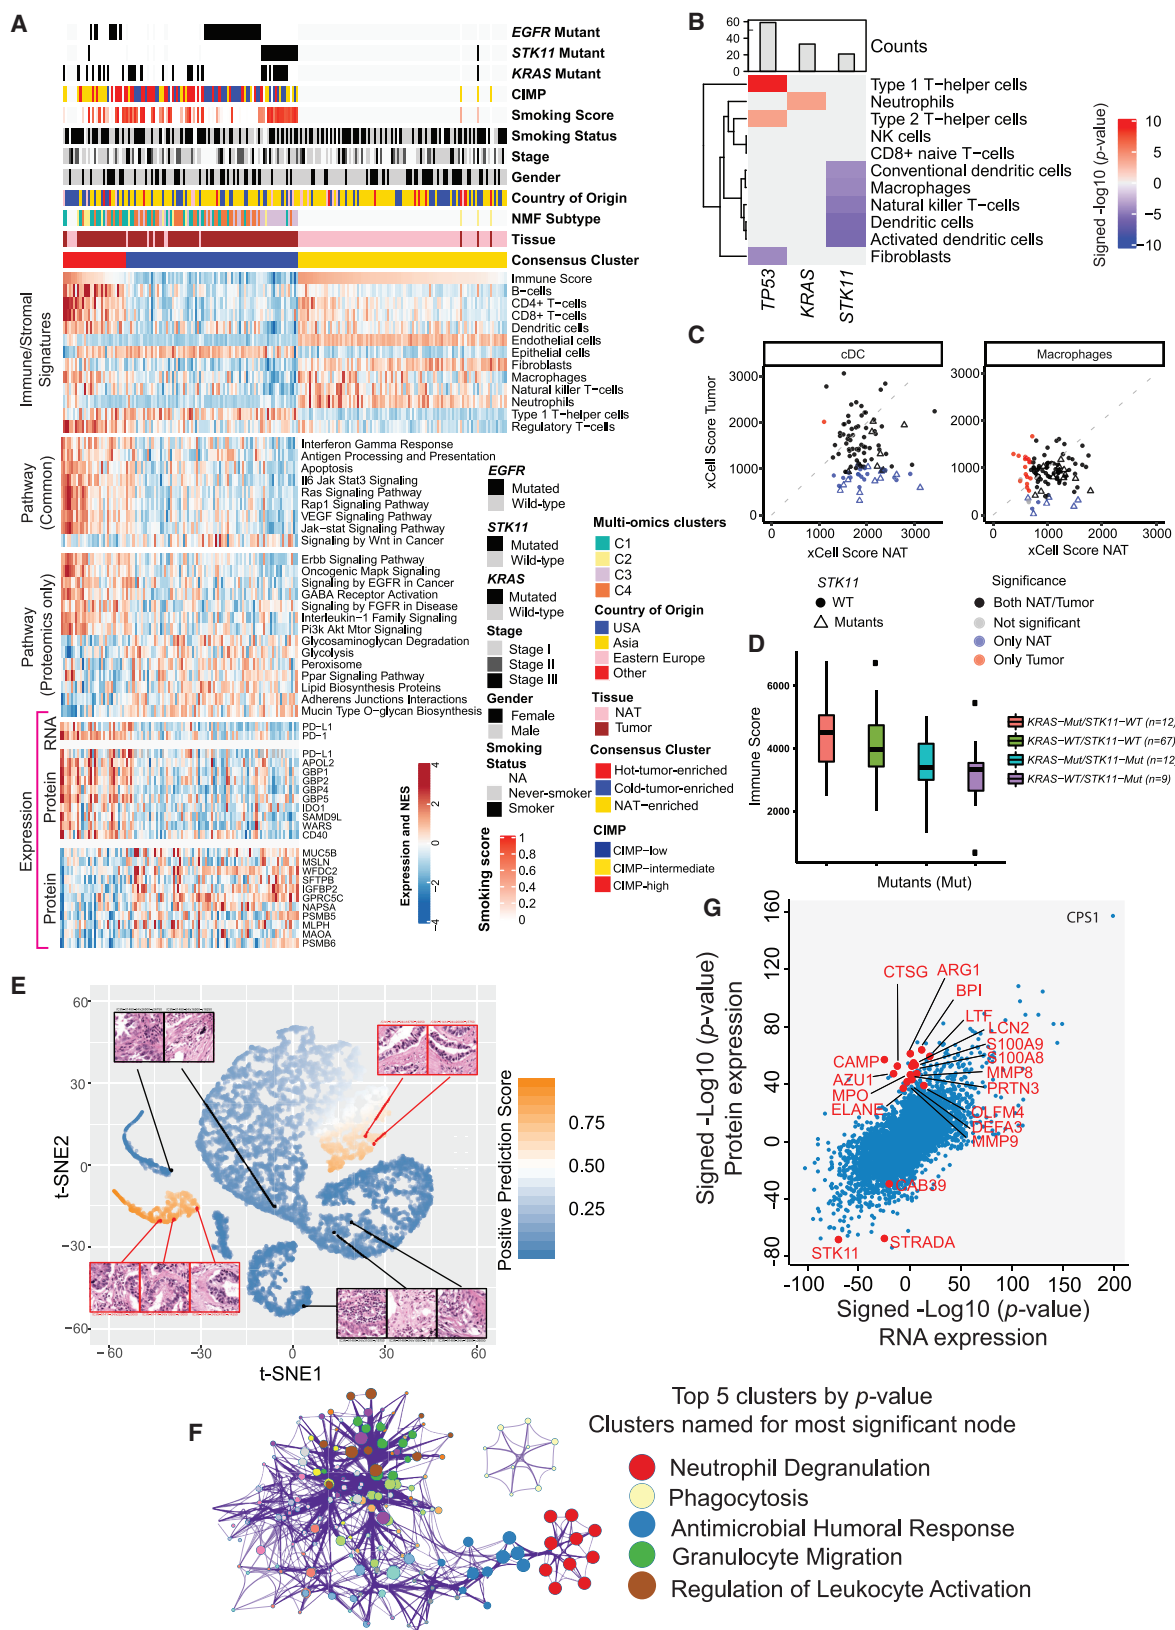 A
EGFR Mutant
STK11 Mutant
KRAS Mutant
CIMP
Smoking Score
Smoking Status
Stage
Gender
Country of Origin
NMF Subtype
Tissue
Consensus Cluster
Immune/Stromal
Signatures
Immune Score
B−cells
CD4+ T−cells
CD8+ T−cells
Dendritic cells
Endothelial cells
Epithelial cells
Fibroblasts
Macrophages
Natural killer T−cells
Neutrophils
Type 1 T−helper cells
Regulatory T−cells
Pathway
(Common)
Interferon Gamma Response
Antigen Processing and Presentation
Apoptosis
Il6 Jak Stat3 Signaling
Ras Signaling Pathway
Rap1 Signaling Pathway
VEGF Signaling Pathway
Jak−stat Signaling Pathway
Signaling by Wnt in Cancer
Pathway
(Proteomics only)
Erbb Signaling Pathway
Oncogenic Mapk Signaling
Signaling by EGFR in Cancer
GABA Receptor Activation
Signaling by FGFR in Disease
Interleukin−1 Family Signaling
Pi3k Akt Mtor Signaling
Glycosaminoglycan Degradation
Glycolysis
Peroxisome
Ppar Signaling Pathway
Lipid Biosynthesis Proteins
Adherens Junctions Interactions
Mucin Type O−glycan Biosynthesis
Expression
RNA
PD−L1
PD−1
Protein
PD−L1
APOL2
GBP1
GBP2
GBP4
GBP5
IDO1
SAMD9L
WARS
CD40
Protein
MUC5B
MSLN
WFDC2
SFTPB
IGFBP2
GPRC5C
NAPSA
PSMB5
MLPH
MAOA
PSMB6
Expression and NES
4
2
0
−2
−4
EGFR
Mutated
Wild−type
STK11
Mutated
Wild−type
KRAS
Mutated
Wild−type
Stage
Stage I
Stage II
Stage III
Gender
Female
Male
Smoking
Status
NA
Never−smoker
Smoker
Smoking score
1
0.8
0.6
0.4
0.2
0
Multi−omics clusters
C1
C2
C3
C4
Country of Origin
USA
Asia
Eastern Europe
Other
Tissue
NAT
Tumor
Consensus Cluster
Hot−tumor−enriched
Cold−tumor−enriched
NAT−enriched
CIMP
CIMP−low
CIMP−intermediate
CIMP−high
B
60
40
20
0
Counts
Type 1 T−helper cells
Neutrophils
Type 2 T−helper cells
NK cells
CD8+ naive T−cells
Conventional dendritic cells
Macrophages
Natural killer T−cells
Dendritic cells
Activated dendritic cells
Fibroblasts
TP53
KRAS
STK11
Signed -log10 (p-value)
10
5
0
−5
−10
C
cDC
Macrophages
xCell Score Tumor
3000
2000
1000
0
3000
2000
1000
0
0 1000 2000 3000
0 1000 2000 3000
xCell Score NAT
xCell Score NAT
STK11
WT
Mutants
Significance
Both NAT/Tumor
Not significant
Only NAT
Only Tumor
D
Immune Score
6000
4000
2000
Mutants (Mut)
KRAS−Mut/STK11−WT (n=12)
KRAS−WT/STK11−WT (n=67)
KRAS−Mut/STK11−Mut (n=12)
KRAS−WT/STK11−Mut (n=9)
E
t-SNE2
60
30
0
−30
−60
−60 −30 0 30 60
t-SNE1
Positive Prediction Score
0.75
0.50
0.25
G
Signed -Log10 (p-value)
Protein expression
160
120
80
40
0
-40
-80
CPS1
CTSG
ARG1
BPI
LTF
LCN2
S100A9
S100A8
MMP8
PRTN3
CAMP
AZU1
MPO
ELANE
OLFM4
DEFA3
MMP9
CAB39
STK11
STRADA
-100 -50 0 50 100 150 200
Signed -Log10 (p-value)
RNA expression
F
Top 5 clusters by p-value
Clusters named for most significant node
Neutrophil Degranulation
Phagocytosis
Antimicrobial Humoral Response
Granulocyte Migration
Regulation of Leukocyte Activation